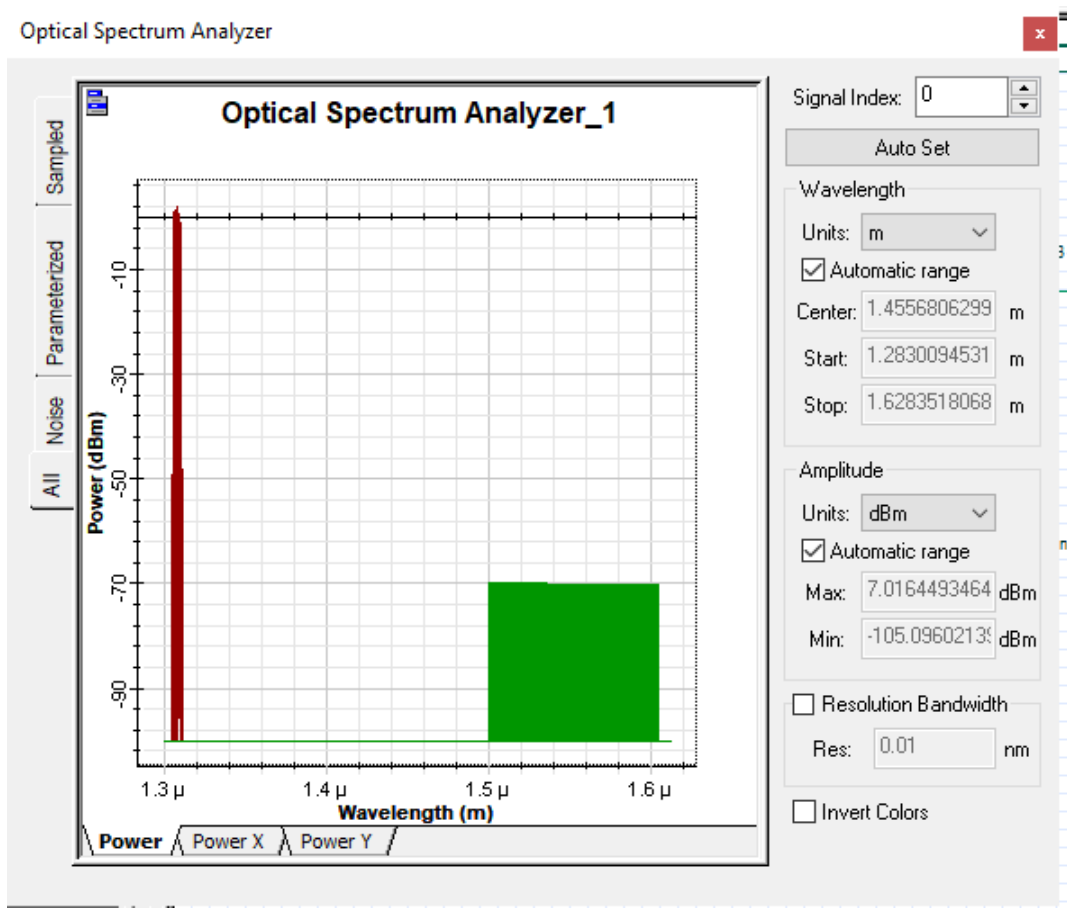 Optical Spectrum Analyzer
x
Sampled
Parameterized
Noise
All
Optical Spectrum Analyzer_1
Power (dBm)
-10
-30
-50
-70
-90
1.3 µ 1.4 µ 1.5 µ 1.6 µ
Wavelength (m)
Power Power X Power Y
Signal Index: 0
Auto Set
Wavelength
Units: m
Automatic range
Center: 1.4556806299 m
Start: 1.2830094531 m
Stop: 1.6283518068 m
Amplitude
Units: dBm
Automatic range
Max: 7.0164493464 dBm
Min: -105.0960213 dBm
Resolution Bandwidth
Res: 0.01 nm
Invert Colors